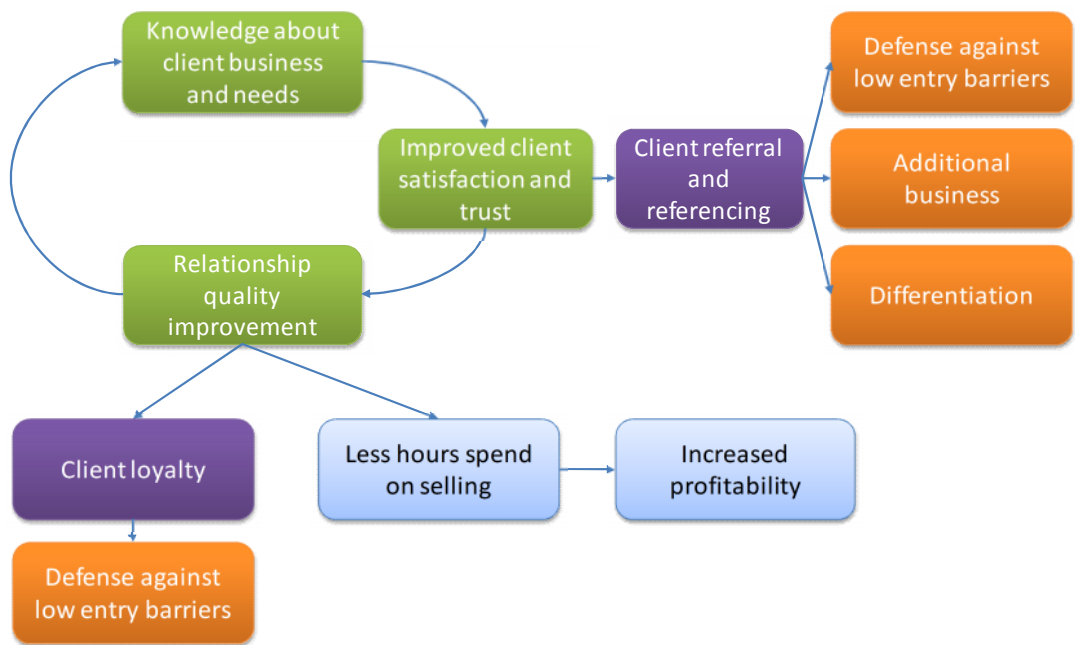 Knowledge about
client business
and needs
Improved client
satisfaction and
trust
Client referral
and
referencing
Defense against
low entry barriers
Additional
business
Differentiation
Relationship
quality
improvement
Client loyalty
Less hours spend
on selling
Increased
profitability
Defense against
low entry barriers